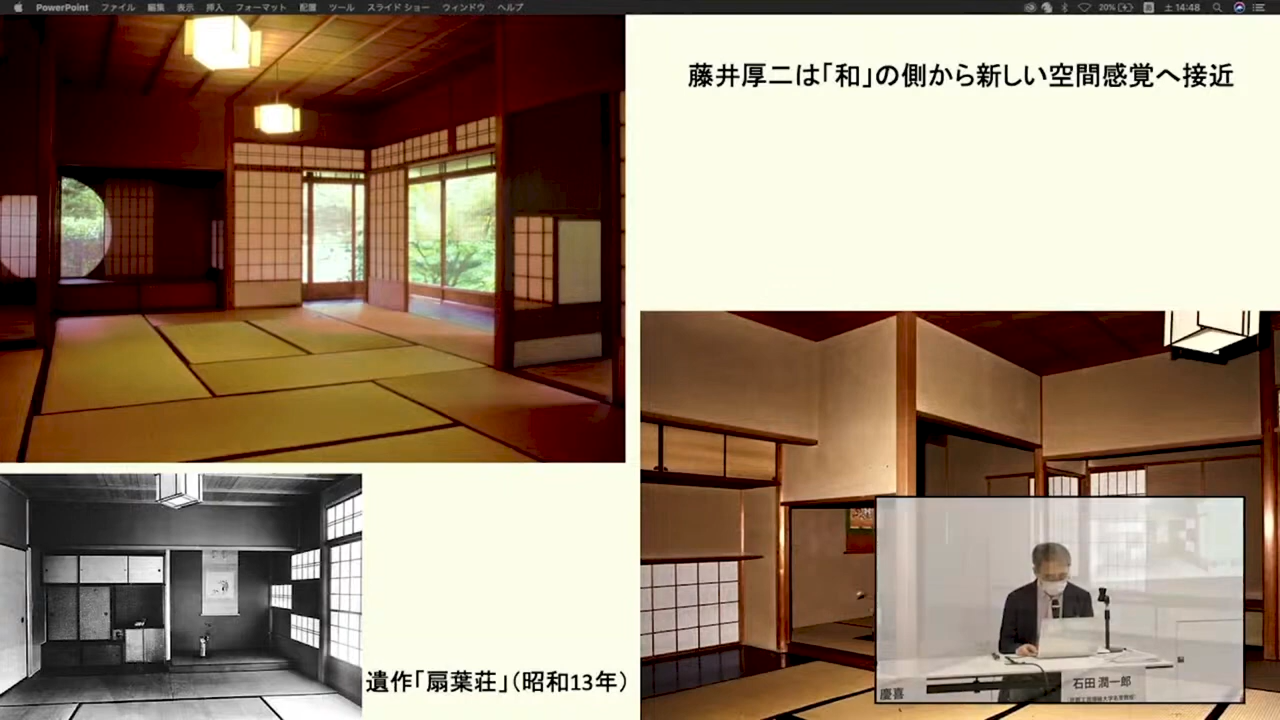 PowerPoint ファイル 編集 表示 挿入 フォーマット 配置 ツール スライド ショー ウィンドウ ヘルプ 20% 土14:48
藤井厚二は「和」の側から新しい空間感覚へ接近
遺作「扇葉荘」（昭和13年）
慶喜
石田 潤一郎